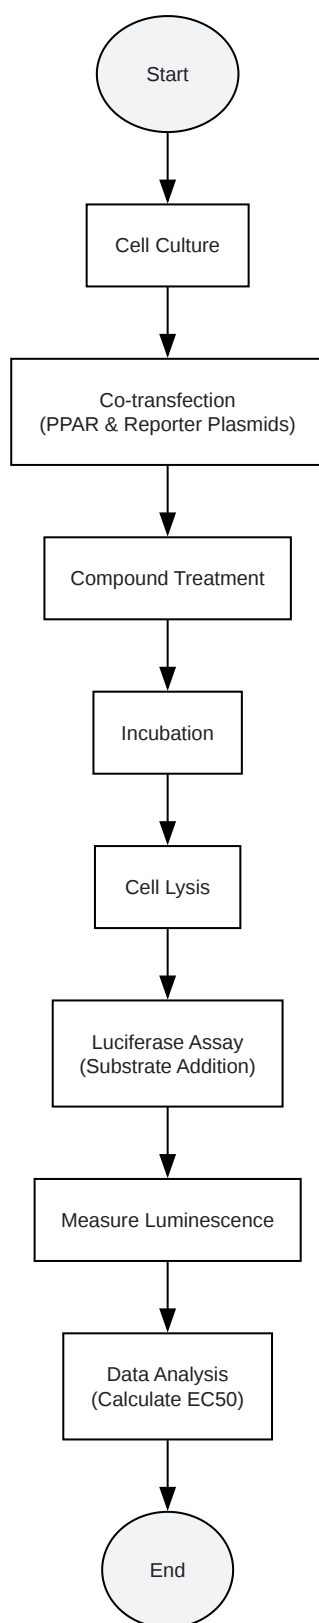 Start
Cell Culture
Co-transfection
(PPAR & Reporter Plasmids)
Compound Treatment
Incubation
Cell Lysis
Luciferase Assay
(Substrate Addition)
Measure Luminescence
Data Analysis
(Calculate EC50)
End